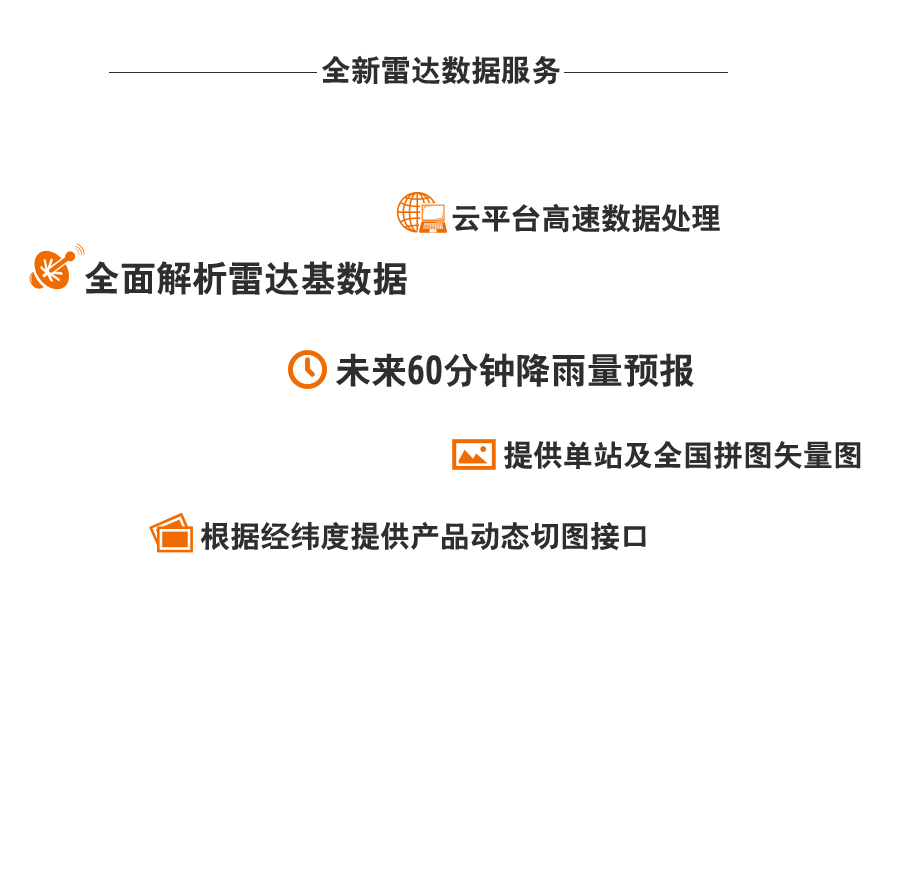 全新雷达数据服务
云平台高速数据处理
全面解析雷达基数据
未来60分钟降雨量预报
提供单站及全国拼图矢量图
根据经纬度提供产品动态切图接口